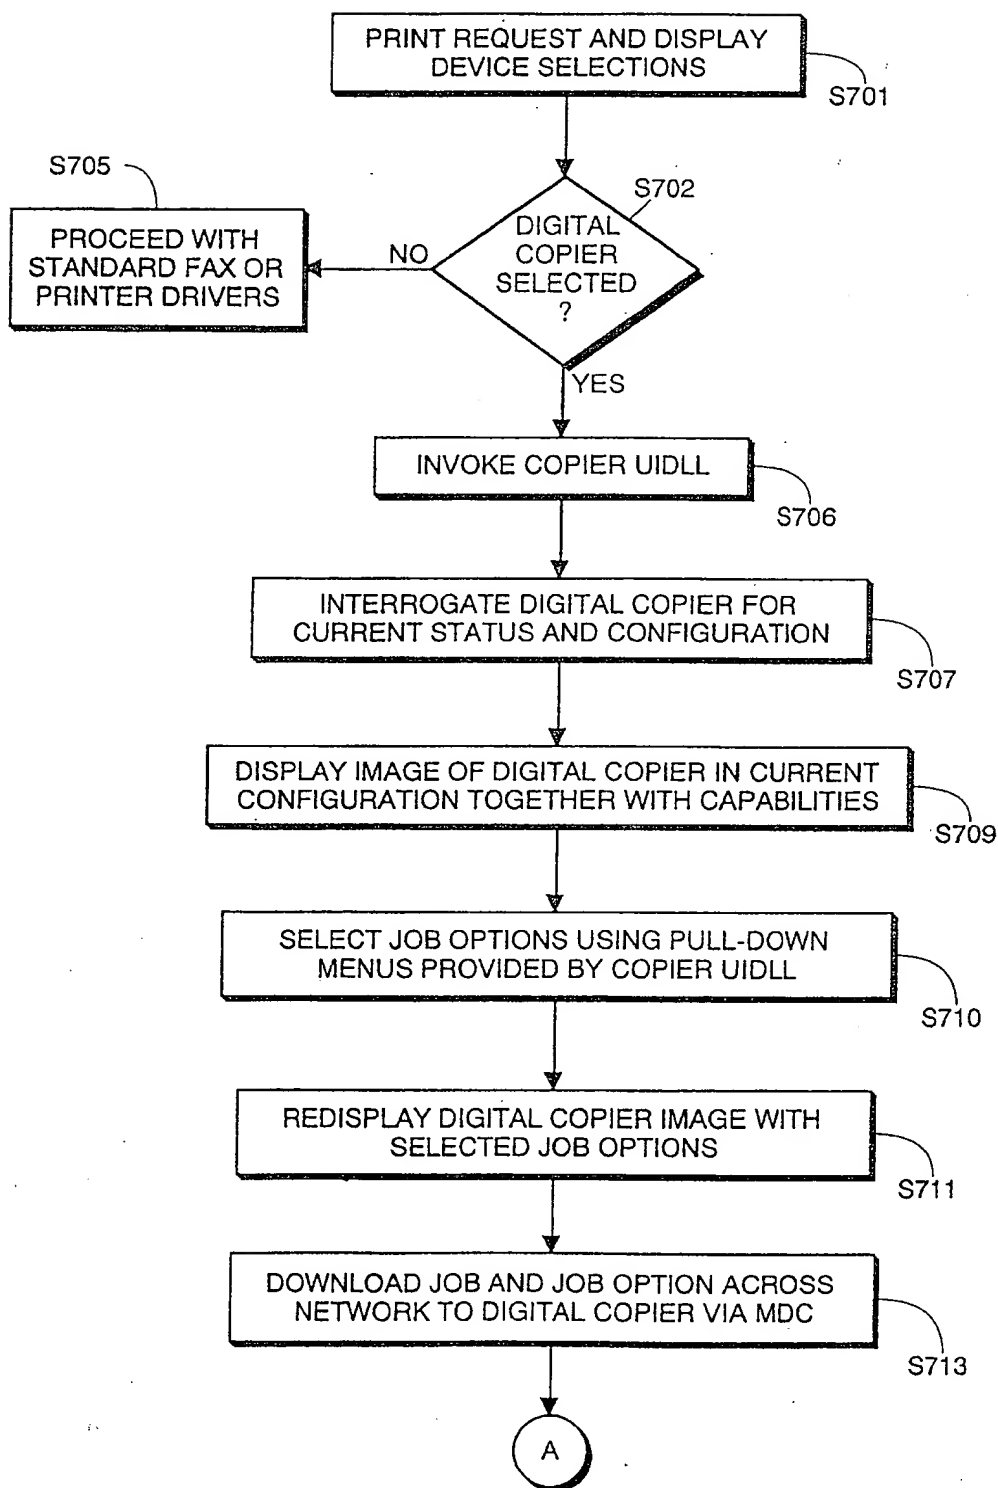 PRINT REQUEST AND DISPLAY
DEVICE SELECTIONS
S701
S705
S702
DIGITAL
COPIER
SELECTED
?
NO
PROCEED WITH
STANDARD FAX OR
PRINTER DRIVERS
YES
INVOKE COPIER UIDLL
S706
INTERROGATE DIGITAL COPIER FOR
CURRENT STATUS AND CONFIGURATION
S707
DISPLAY IMAGE OF DIGITAL COPIER IN CURRENT
CONFIGURATION TOGETHER WITH CAPABILITIES
S709
SELECT JOB OPTIONS USING PULL-DOWN
MENUS PROVIDED BY COPIER UIDLL
S710
REDISPLAY DIGITAL COPIER IMAGE WITH
SELECTED JOB OPTIONS
S711
DOWNLOAD JOB AND JOB OPTION ACROSS
NETWORK TO DIGITAL COPIER VIA MDC
S713
A